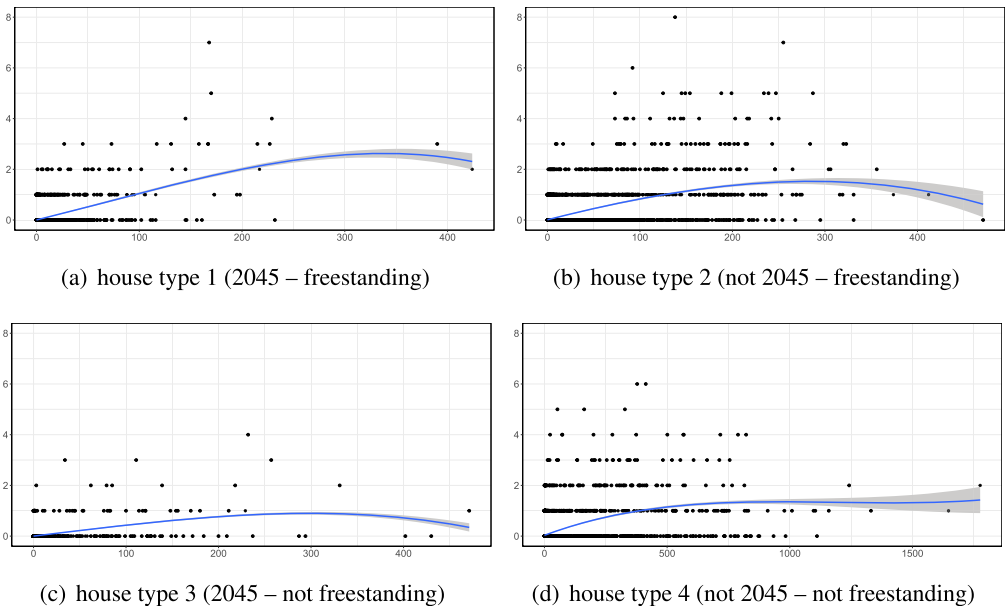 8
6
4
2
0
0 100 200 300 400
(a) house type 1 (2045 – freestanding)
8
6
4
2
0
0 100 200 300 400
(b) house type 2 (not 2045 – freestanding)
8
6
4
2
0
0 100 300 400
(c) house type 3 (2045 – not freestanding)
8
6
4
2
0
0 500 1000 1500
(d) house type 4 (not 2045 – not freestanding)